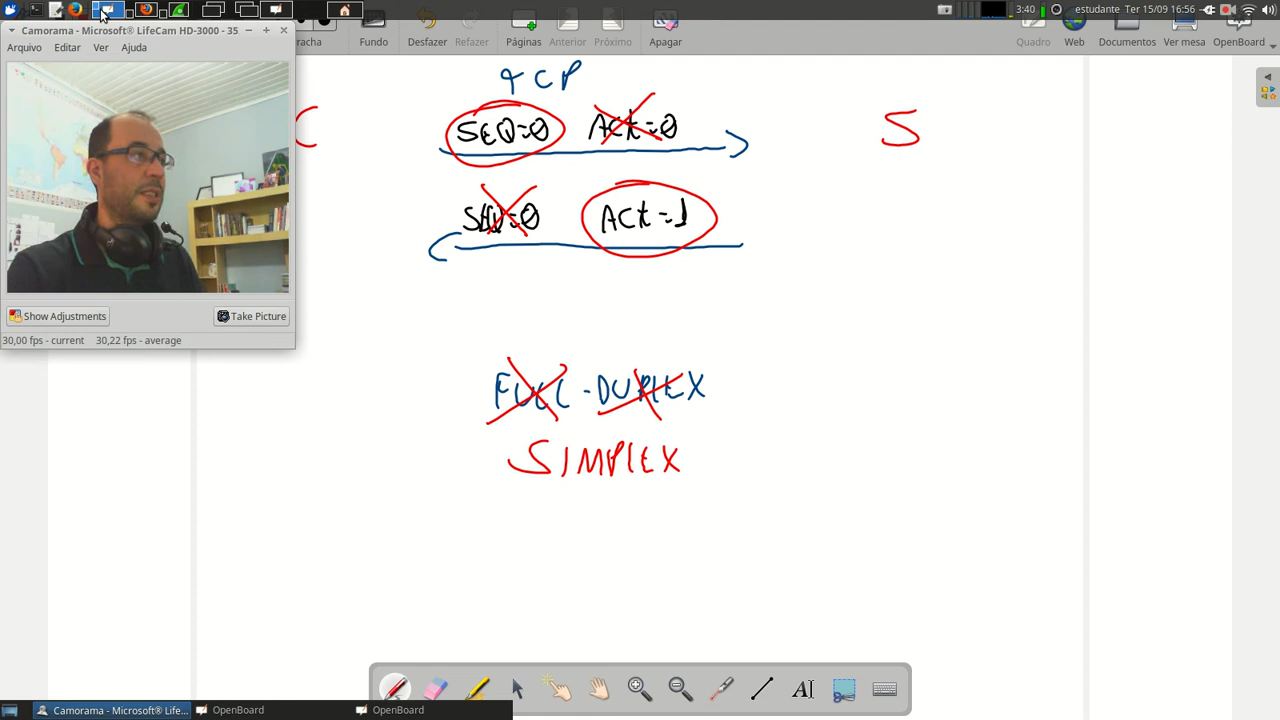 estudante Ter 15/09 16:56
3:40
Camorama - Microsoft® LifeCam HD-3000 - 35
Arquivo Editar Ver Ajuda
racha Fundo Desfazer Refazer Páginas Anterior Próximo Apagar Quadro Web Documentos Ver mesa OpenBoard
TCP
C SEQ=0 ACK=0 S
SEQ=0 ACK=1
Show Adjustments Take Picture
30,00 fps - current 30,22 fps - average
FULL-DUPLEX
SIMPLEX
Camorama - Microsoft® Life... OpenBoard OpenBoard